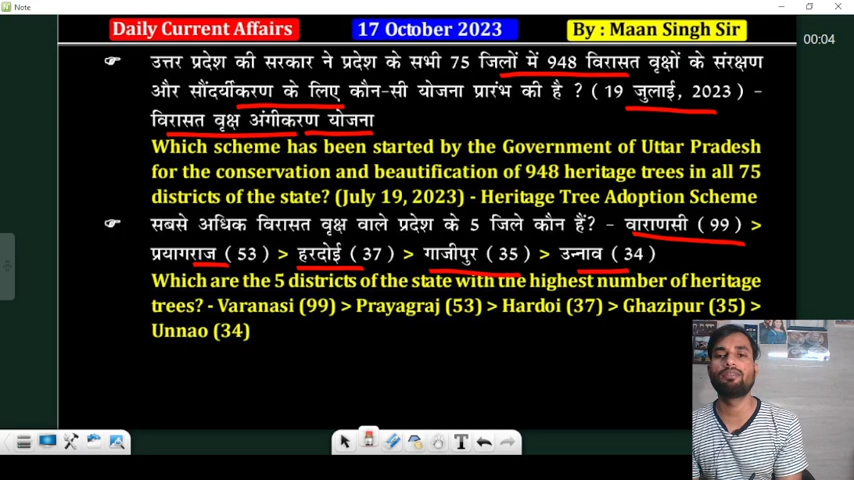 Note
Daily Current Affairs 17 October 2023 By : Maan Singh Sir
00:04
उत्तर प्रदेश की सरकार ने प्रदेश के सभी 75 जिलों में 948 विरासत वृक्षों के संरक्षण
और सौंदर्यीकरण के लिए कौन-सी योजना प्रारंभ की है ? (19 जुलाई, 2023) -
विरासत वृक्ष अंगीकरण योजना
Which scheme has been started by the Government of Uttar Pradesh
for the conservation and beautification of 948 heritage trees in all 75
districts of the state? (July 19, 2023) - Heritage Tree Adoption Scheme
सबसे अधिक विरासत वृक्ष वाले प्रदेश के 5 जिले कौन हैं? - वाराणसी (99) >
प्रयागराज (53) > हरदोई (37) > गाजीपुर (35) > उन्नाव (34)
Which are the 5 districts of the state with the highest number of heritage
trees? - Varanasi (99) > Prayagraj (53) > Hardoi (37) > Ghazipur (35) >
Unnao (34)